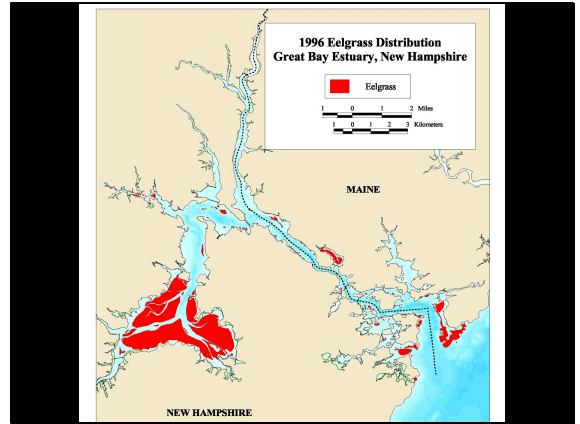 1996 Eelgrass Distribution
Great Bay Estuary, New Hampshire
Eelgrass
1 0 1 2 Miles
1 0 1 2 3 Kilometers
MAINE
NEW HAMPSHIRE